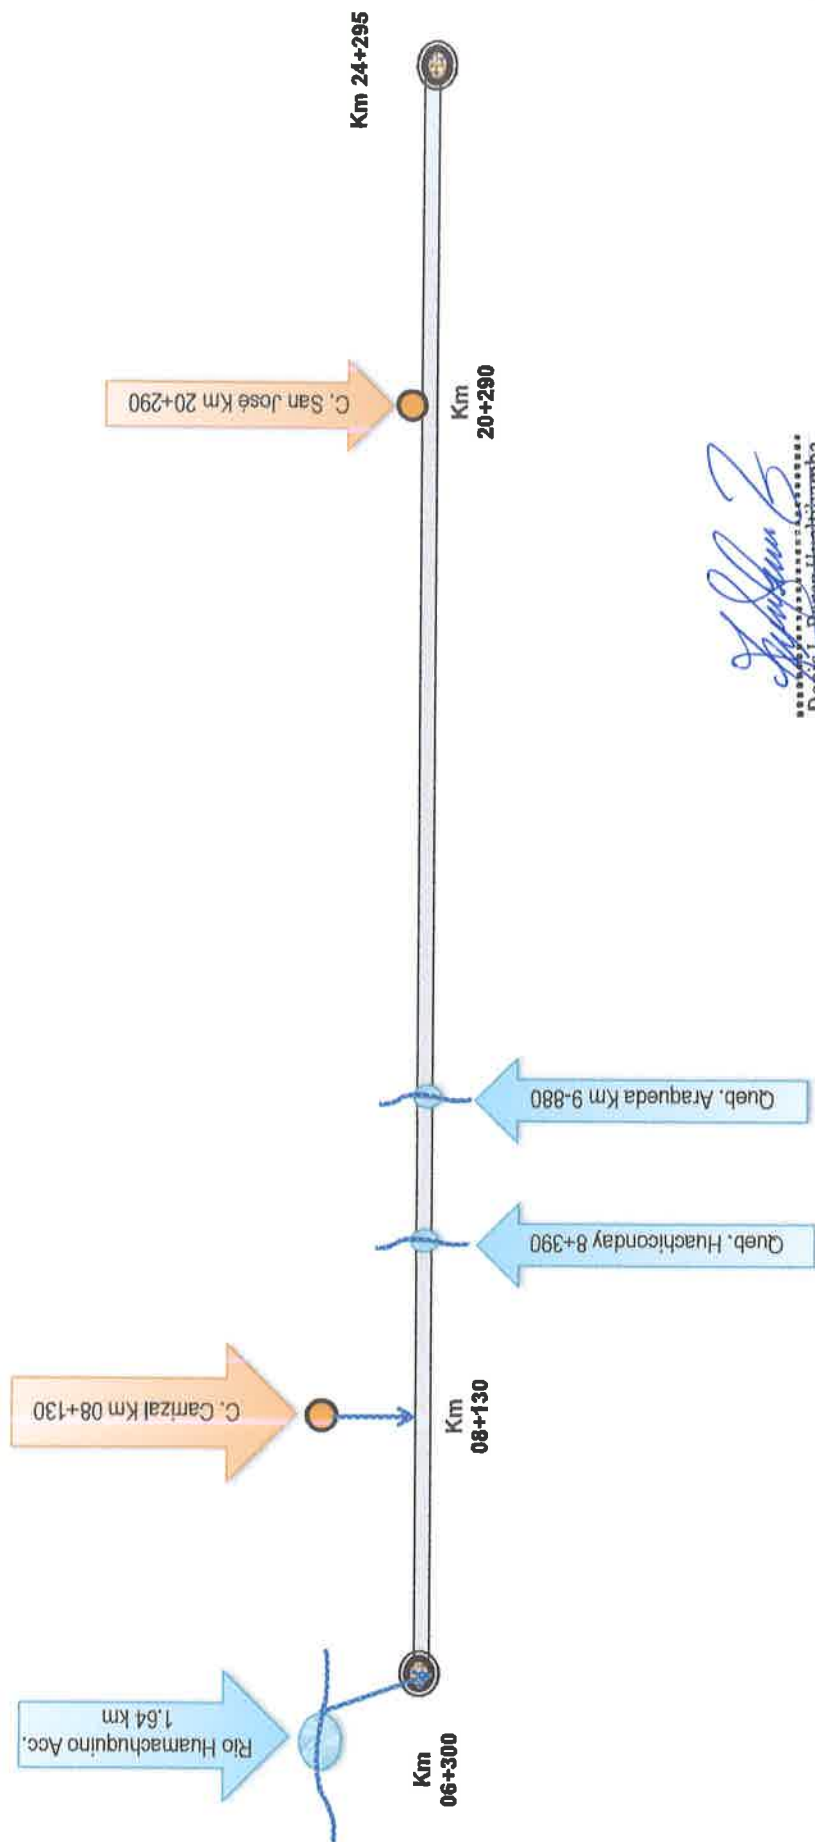 Km 24+295
C. San José Km 20+290
Km
20+290
Queb. Araqueda Km 9-880
Queb. Huachiconday 8+390
C. Carrizal Km 08+130
Km
08+130
Rio Huamachuquino Acc.
1.64 km
Km
06+300